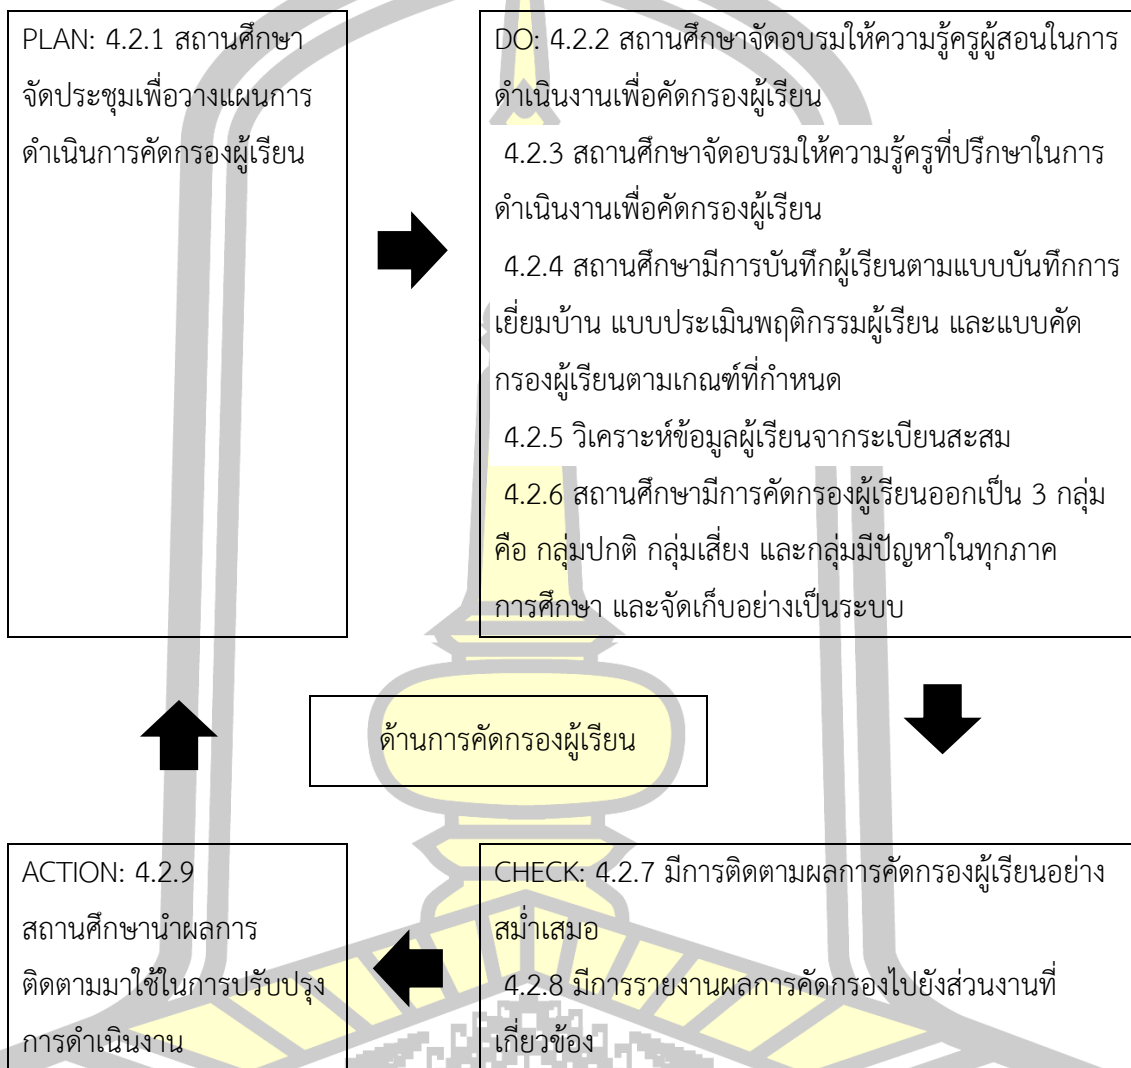 PLAN: 4.2.1 สถานศึกษา
จัดประชุมเพื่อวางแผนการ
ดำเนินการคัดกรองผู้เรียน
DO: 4.2.2 สถานศึกษาจัดอบรมให้ความรู้ครูผู้สอนในการ
ดำเนินงานเพื่อคัดกรองผู้เรียน
4.2.3 สถานศึกษาจัดอบรมให้ความรู้ครูที่ปรึกษาในการ
ดำเนินงานเพื่อคัดกรองผู้เรียน
4.2.4 สถานศึกษามีการบันทึกผู้เรียนตามแบบบันทึกการ
เยี่ยมบ้าน แบบประเมินพฤติกรรมผู้เรียน และแบบคัด
กรองผู้เรียนตามเกณฑ์ที่กำหนด
4.2.5 วิเคราะห์ข้อมูลผู้เรียนจากระเบียนสะสม
4.2.6 สถานศึกษามีการคัดกรองผู้เรียนออกเป็น 3 กลุ่ม
คือ กลุ่มปกติ กลุ่มเสี่ยง และกลุ่มมีปัญหาในทุกภาค
การศึกษา และจัดเก็บอย่างเป็นระบบ
ด้านการคัดกรองผู้เรียน
ACTION: 4.2.9
สถานศึกษานำผลการ
ติดตามมาใช้ในการปรับปรุง
การดำเนินงาน
CHECK: 4.2.7 มีการติดตามผลการคัดกรองผู้เรียนอย่าง
สม่ำเสมอ
4.2.8 มีการรายงานผลการคัดกรองไปยังส่วนงานที่
เกี่ยวข้อง